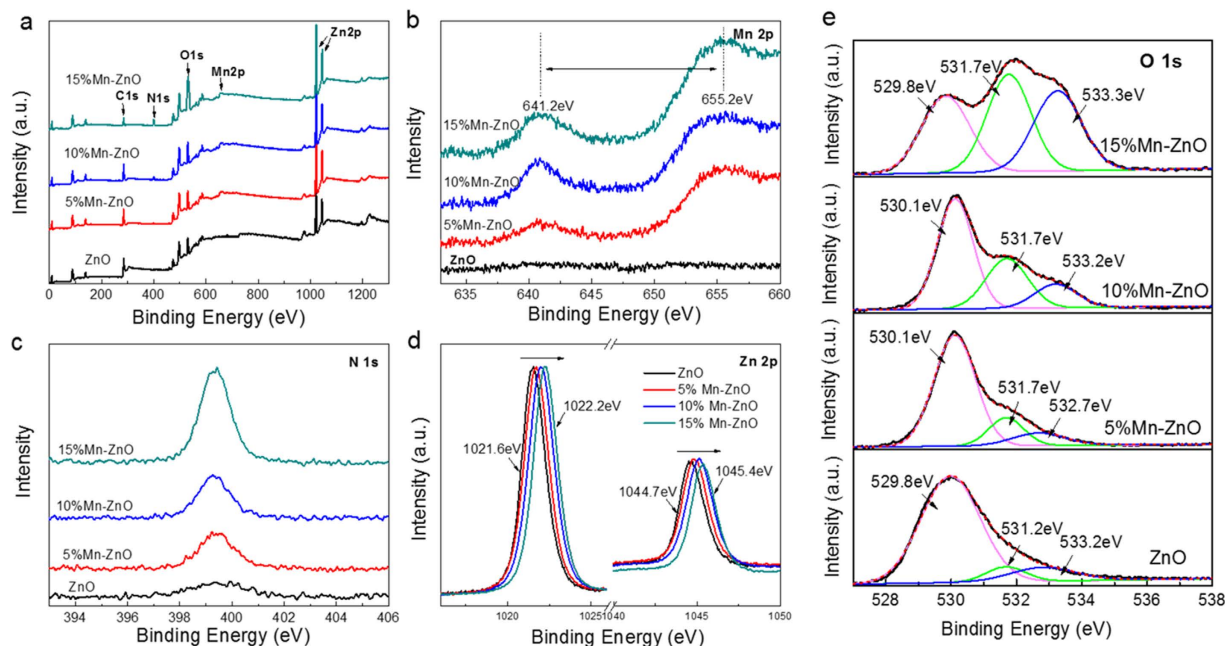 a
Zn2p
O1s
Mn2p
15%Mn-ZnO
C1s
N1s
10%Mn-ZnO
5%Mn-ZnO
ZnO
Intensity (a.u.)
0 200 400 600 800 1000 1200
Binding Energy (eV)
b
Mn 2p
641.2eV
655.2eV
15%Mn-ZnO
10%Mn-ZnO
5%Mn-ZnO
ZnO
Intensity
635 640 645 650 655 660
Binding Energy (eV)
c
N 1s
15%Mn-ZnO
10%Mn-ZnO
5%Mn-ZnO
ZnO
Intensity
394 396 398 400 402 404 406
Binding Energy (eV)
d
Zn 2p
ZnO
5% Mn-ZnO
10% Mn-ZnO
15% Mn-ZnO
1022.2eV
1021.6eV
1045.4eV
1044.7eV
Intensity (a.u.)
1020 1025 1040 1045 1050
Binding Energy (eV)
e
O 1s
531.7eV
529.8eV
533.3eV
15%Mn-ZnO
Intensity (a.u.)
530.1eV
531.7eV
533.2eV
10%Mn-ZnO
Intensity (a.u.)
530.1eV
531.7eV
532.7eV
5%Mn-ZnO
Intensity (a.u.)
529.8eV
531.2eV
533.2eV
ZnO
Intensity (a.u.)
528 530 532 534 536 538
Binding Energy (eV)